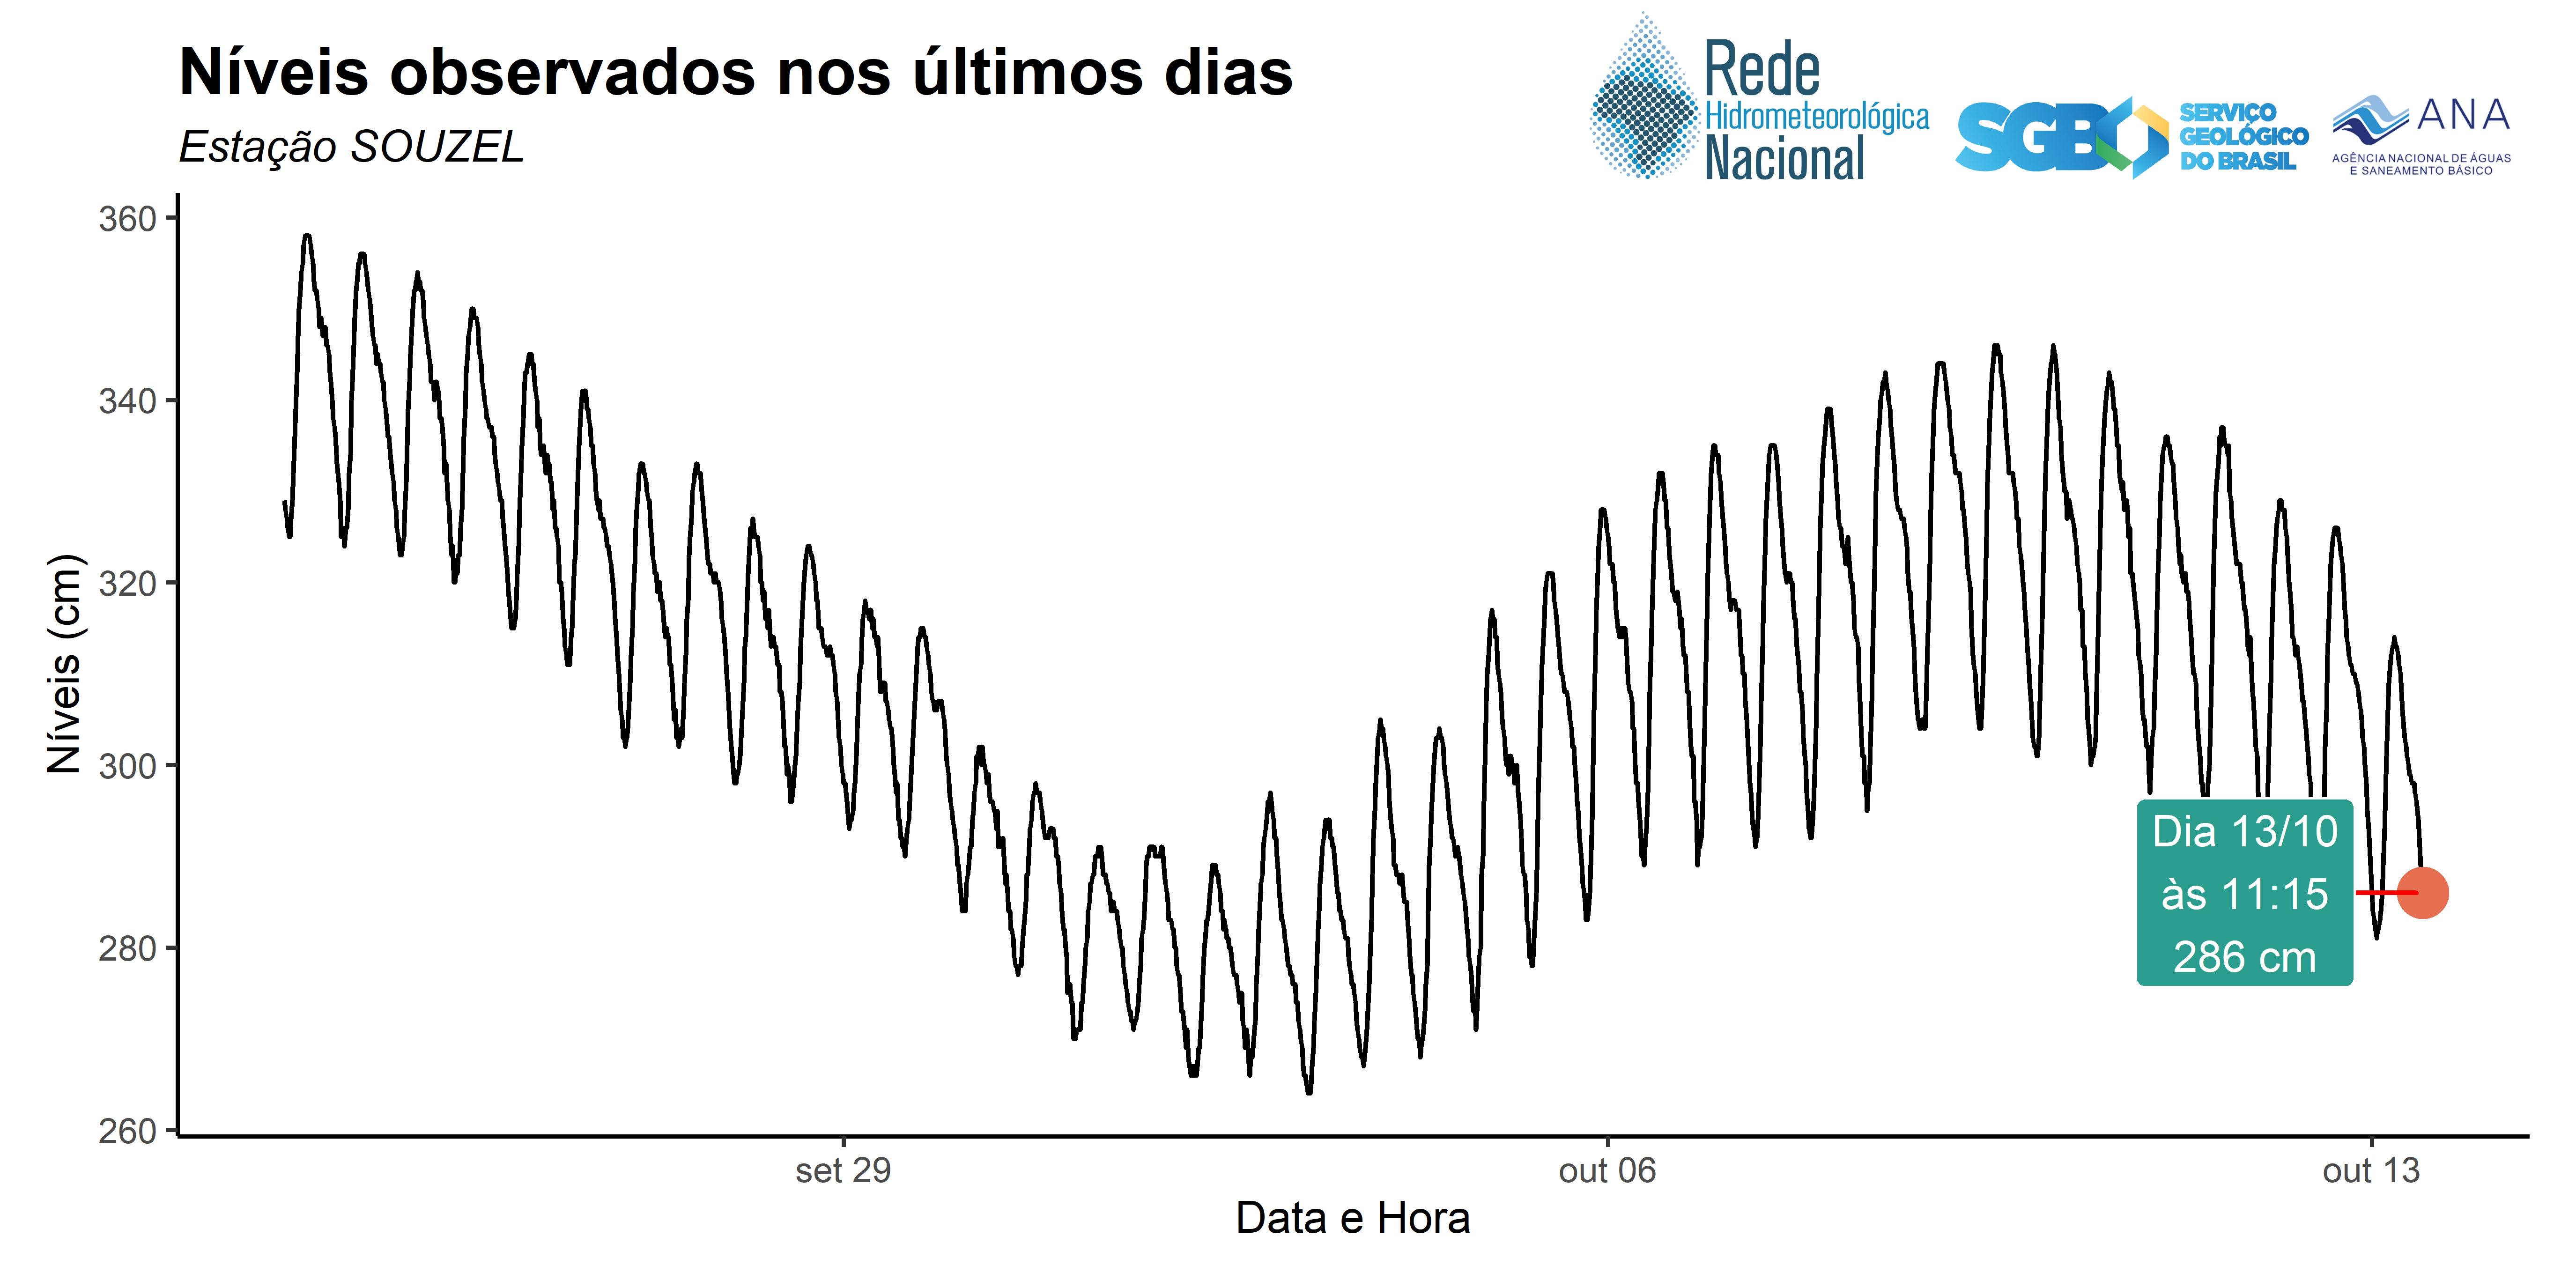 Níveis observados nos últimos dias
Estação SOUZEL
Rede
Hidrometeorológica
Nacional
SGB
SERVIÇO
GEOLÓGICO
DO BRASIL
ANA
AGÊNCIA NACIONAL DE ÁGUAS
E SANEAMENTO BÁSICO
Níveis (cm)
360
340
320
300
280
260
Dia 13/10
às 11:15
286 cm
set 29
out 06
out 13
Data e Hora